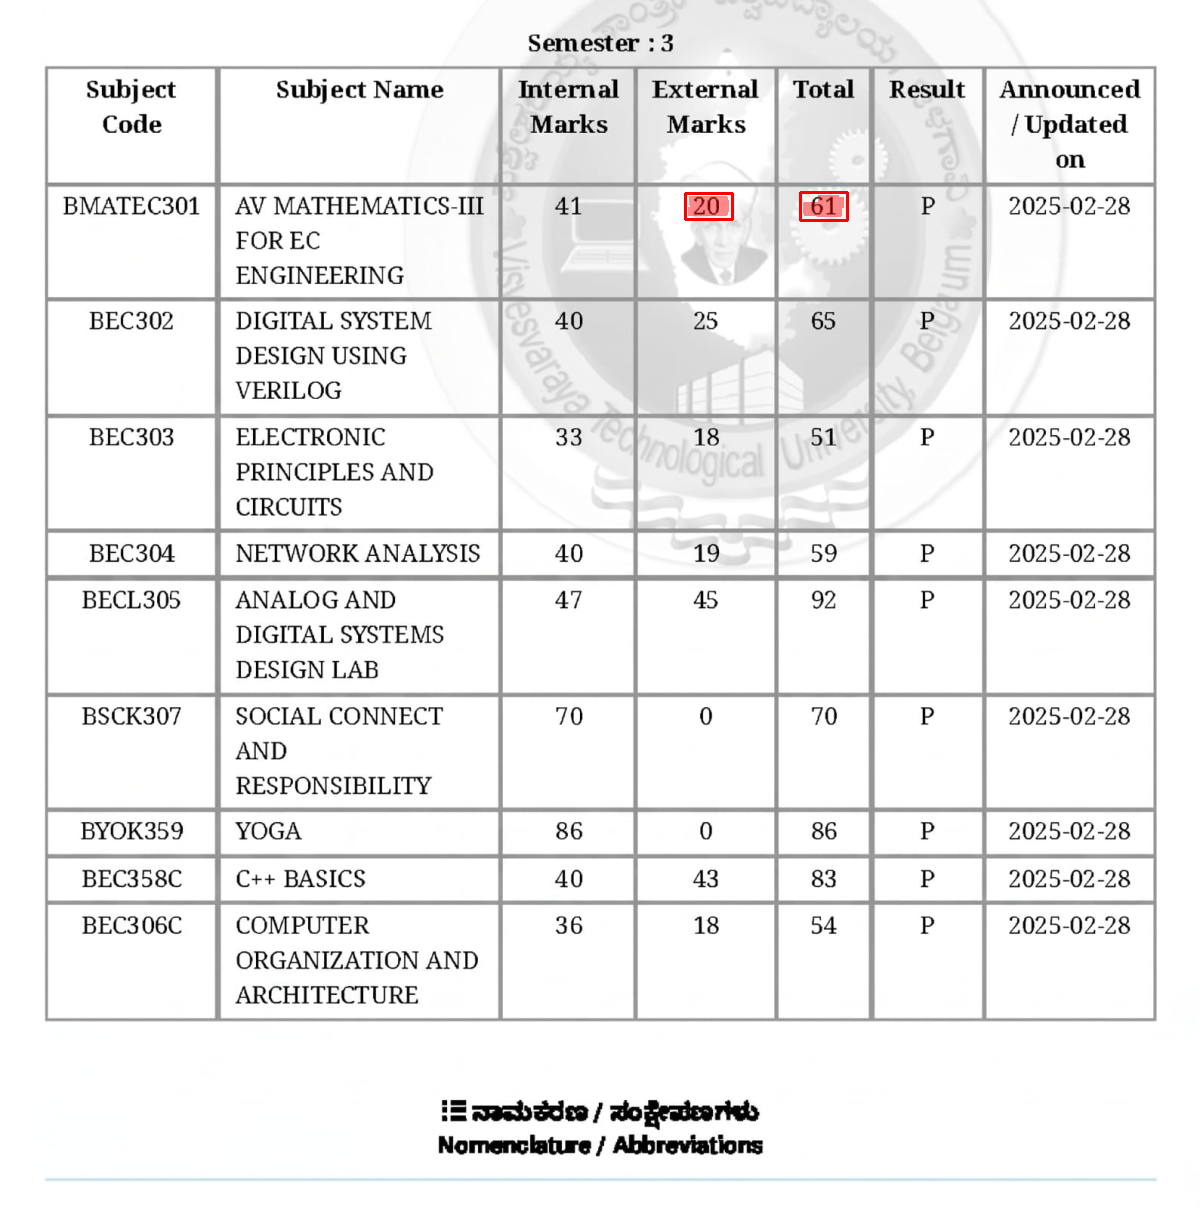 Semester : 3
Subject Code Subject Name Internal Marks External Marks Total Result Announced / Updated on
BMATEC301 AV MATHEMATICS-III FOR EC ENGINEERING 41 20 61 P 2025-02-28
BEC302 DIGITAL SYSTEM DESIGN USING VERILOG 40 25 65 P 2025-02-28
BEC303 ELECTRONIC PRINCIPLES AND CIRCUITS 33 18 51 P 2025-02-28
BEC304 NETWORK ANALYSIS 40 19 59 P 2025-02-28
BECL305 ANALOG AND DIGITAL SYSTEMS DESIGN LAB 47 45 92 P 2025-02-28
BSCK307 SOCIAL CONNECT AND RESPONSIBILITY 70 0 70 P 2025-02-28
BYOK359 YOGA 86 0 86 P 2025-02-28
BEC358C C++ BASICS 40 43 83 P 2025-02-28
BEC306C COMPUTER ORGANIZATION AND ARCHITECTURE 36 18 54 P 2025-02-28
ನಾಮಕರಣ / ಸಂಕ್ಷೇಪಣಗಳು
Nomenclature / Abbreviations
Visvesvaraya Technological University, Belgaum